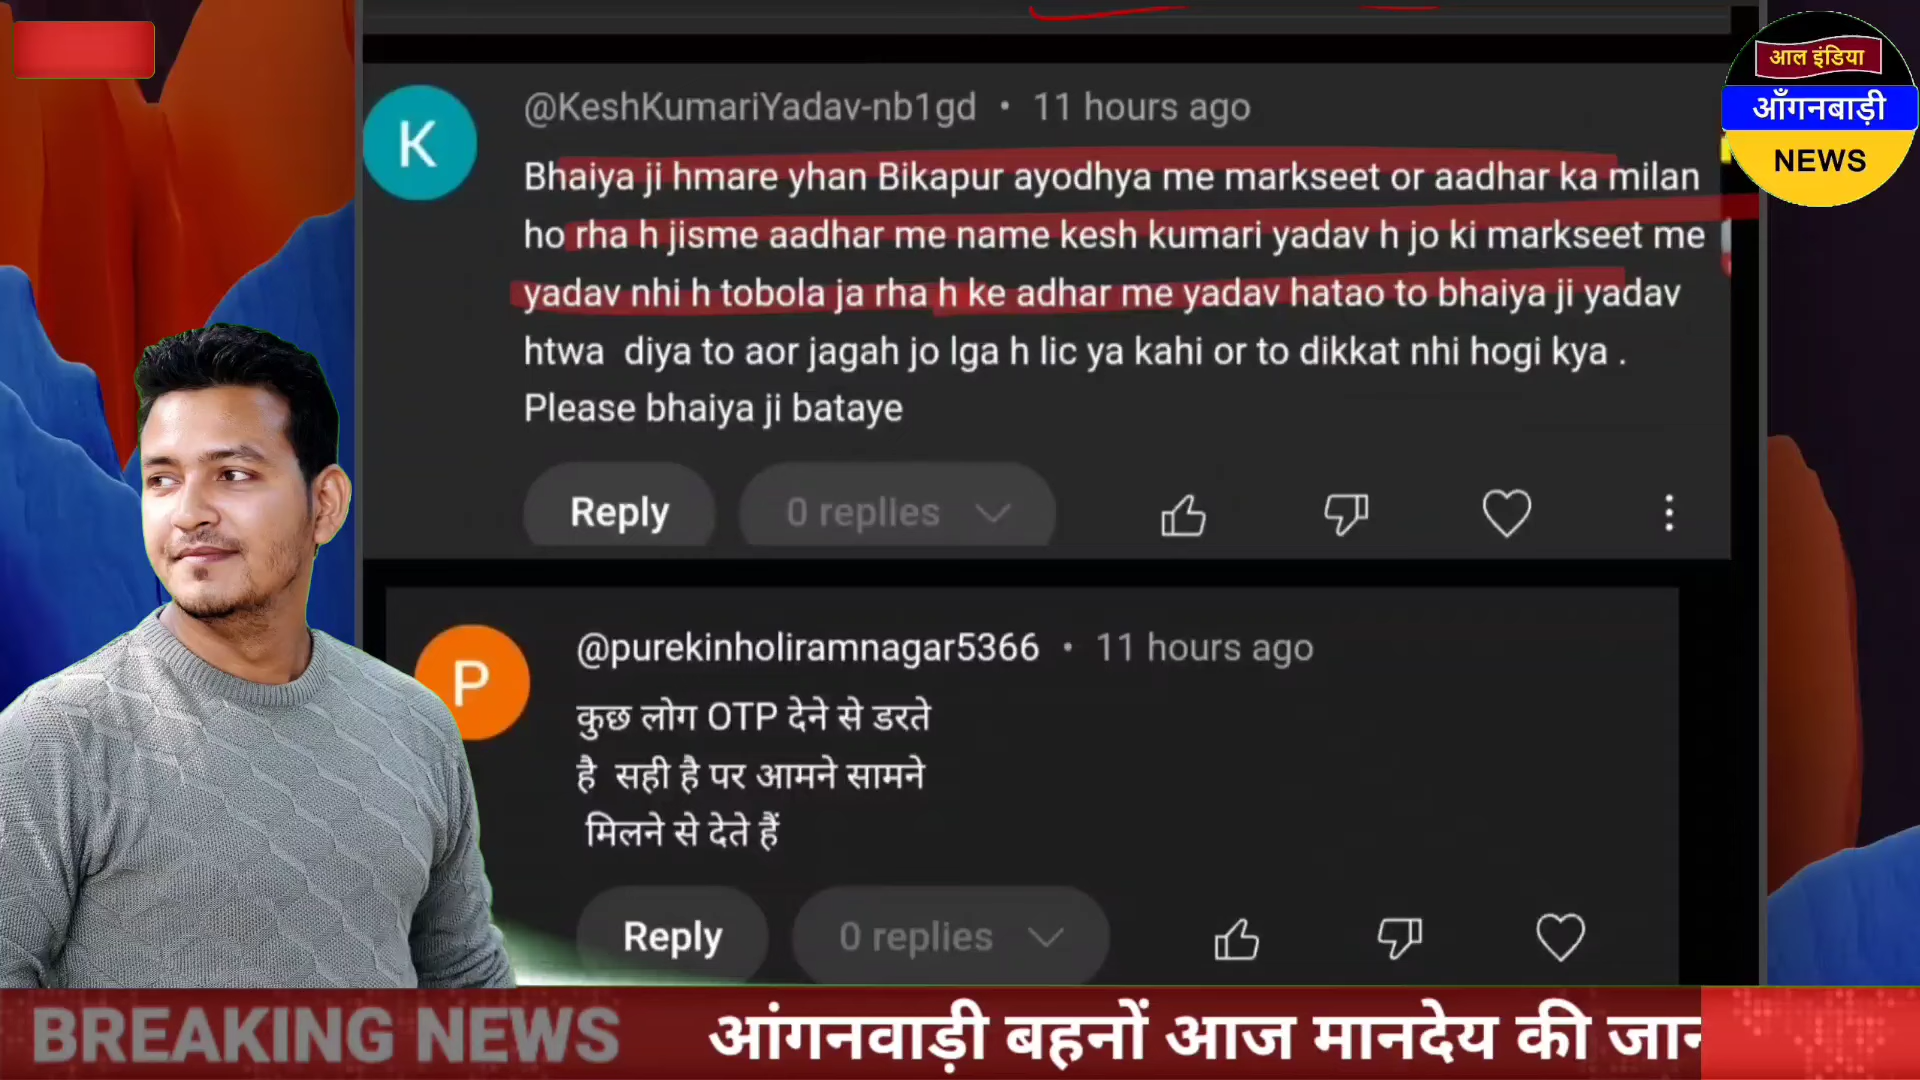 आल इंडिया
आँगनबाड़ी
NEWS
K
@KeshKumariYadav-nb1gd • 11 hours ago
Bhaiya ji hmare yhan Bikapur ayodhya me markseet or aadhar ka milan
ho rha h jisme aadhar me name kesh kumari yadav h jo ki markseet me
yadav nhi h tobola ja rha h ke adhar me yadav hatao to bhaiya ji yadav
htwa diya to aor jagah jo lga h lic ya kahi or to dikkat nhi hogi kya .
Please bhaiya ji bataye
Reply 0 replies
P
@purekinholiramnagar5366 • 11 hours ago
कुछ लोग OTP देने से डरते
है सही है पर आमने सामने
मिलने से देते हैं
Reply 0 replies
BREAKING NEWS आंगनवाड़ी बहनों आज मानदेय की